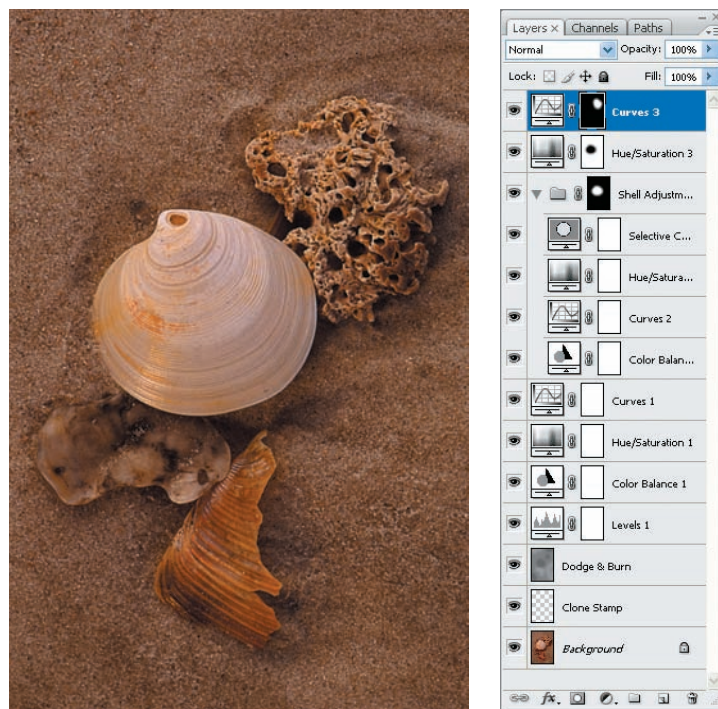 Layers × Channels Paths
Normal Opacity: 100%
Lock: Fill: 100%
Curves 3
Hue/Saturation 3
Shell Adjustm...
Selective C...
Hue/Satura...
Curves 2
Color Balan...
Curves 1
Hue/Saturation 1
Color Balance 1
Levels 1
Dodge & Burn
Clone Stamp
Background
fx.